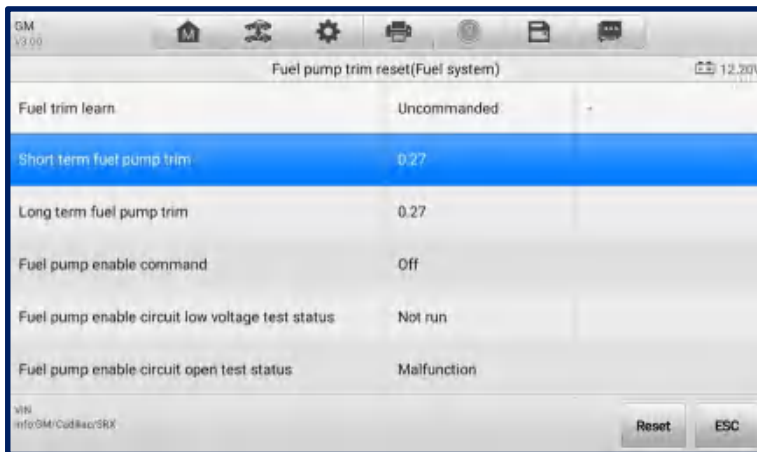 GM
V3.00
Fuel pump trim reset(Fuel system)
12.20V
Fuel trim learn Uncommanded -
Short term fuel pump trim 0.27
Long term fuel pump trim 0.27
Fuel pump enable command Off
Fuel pump enable circuit low voltage test status Not run
Fuel pump enable circuit open test status Malfunction
VIN
info:GM/Cadillac/SRX
Reset ESC